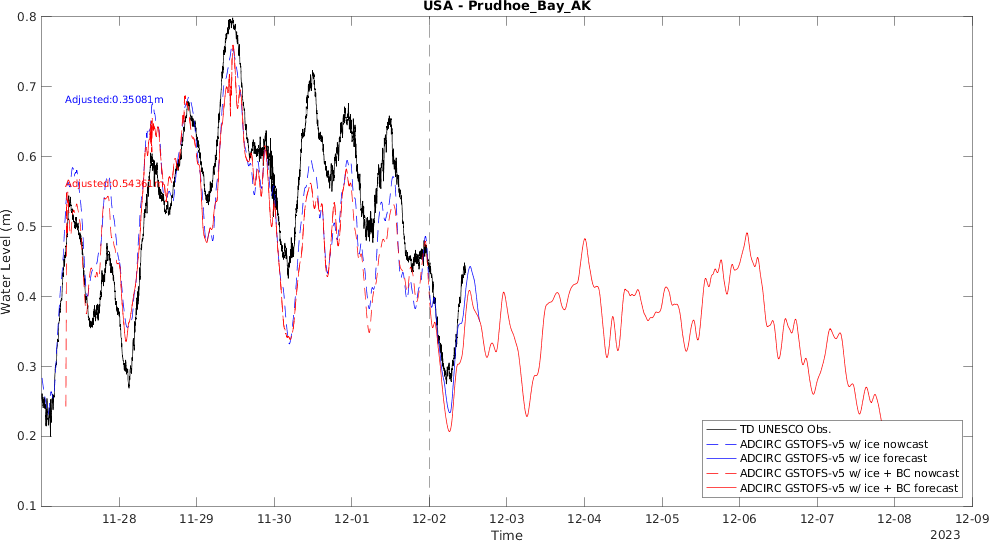 USA - Prudhoe_Bay_AK
0.8
0.7
0.6
0.5
0.4
0.3
0.2
0.1
Water Level (m)
Adjusted:0.35081m
Adjusted:0.54361m
TD UNESCO Obs.
ADCIRC GSTOFS-v5 w/ ice nowcast
ADCIRC GSTOFS-v5 w/ ice forecast
ADCIRC GSTOFS-v5 w/ ice + BC nowcast
ADCIRC GSTOFS-v5 w/ ice + BC forecast
11-28 11-29 11-30 12-01 12-02 12-03 12-04 12-05 12-06 12-07 12-08 12-09
2023
Time